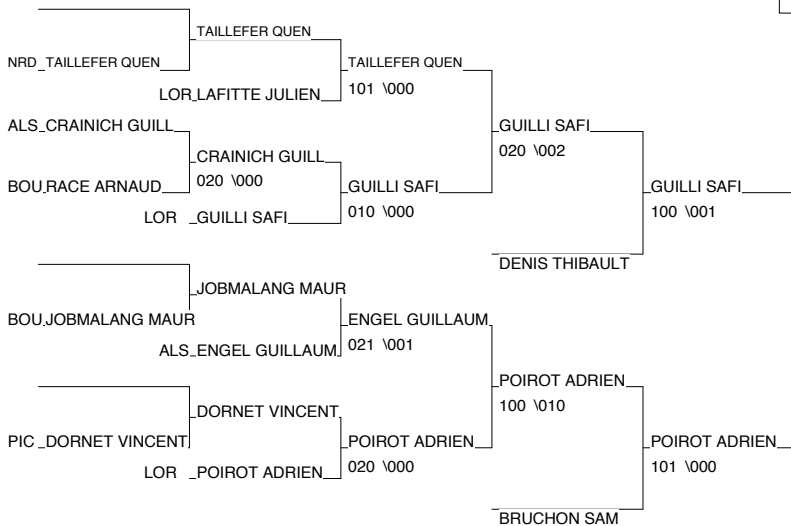 TAILLEFER QUEN
NRD_TAILLEFER QUEN
TAILLEFER QUEN
LOR LAFITTE JULIEN
101 \000
ALS_CRAINICH GUILL
GUILLI SAFI
CRAINICH GUILL
020 \002
020 \000
BOU RACE ARNAUD
GUILLI SAFI
GUILLI SAFI
LOR _GUILLI SAFI
010 \000
100 \001
DENIS THIBAULT
JOBMALANG MAUR
BOU JOBMALANG MAUR
ENGEL GUILLAUM
ALS_ENGEL GUILLAUM
021 \001
POIROT ADRIEN
100 \010
DORNET VINCENT
PIC _DORNET VINCENT
POIROT ADRIEN
POIROT ADRIEN
LOR _POIROT ADRIEN
020 \000
101 \000
BRUCHON SAM